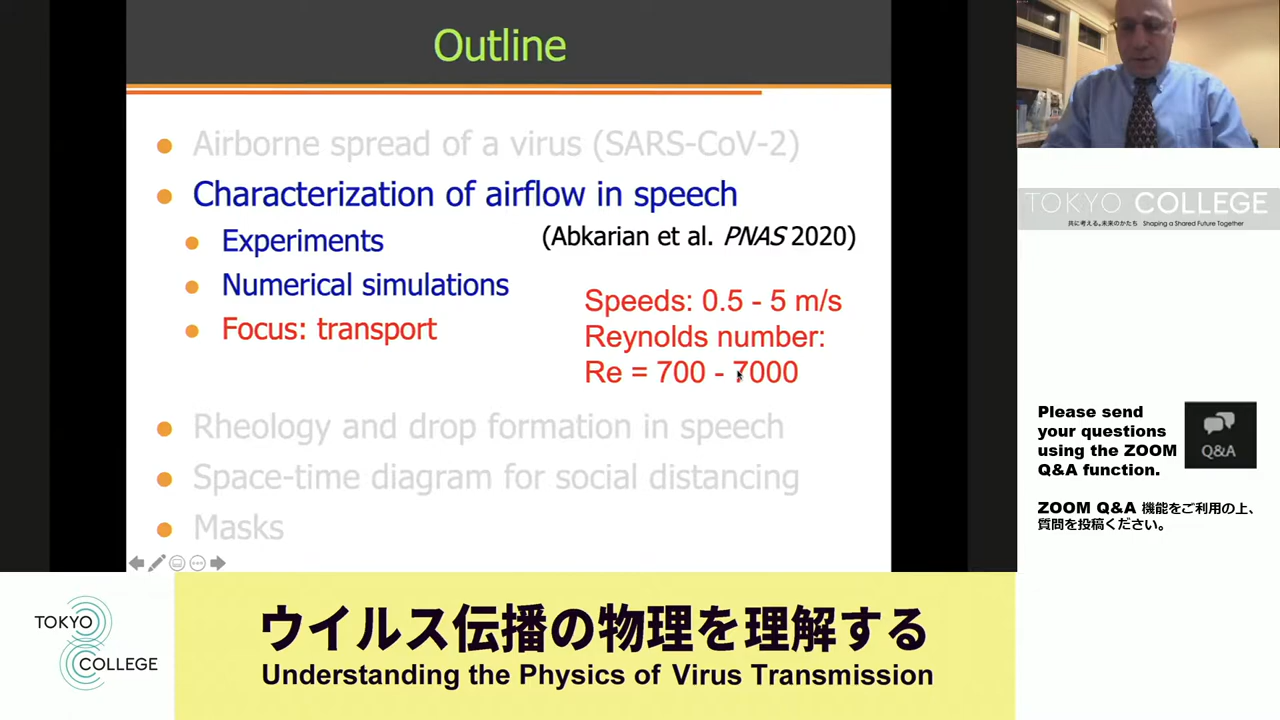 Outline
Airborne spread of a virus (SARS-CoV-2)
Characterization of airflow in speech
Experiments
(Abkarian et al. PNAS 2020)
Numerical simulations
Focus: transport
Speeds: 0.5 - 5 m/s
Reynolds number:
Re = 700 - 7000
Rheology and drop formation in speech
Space-time diagram for social distancing
Masks
TOKYO COLLEGE
共に考える、未来のかたち Shaping a Shared Future Together
Please send
your questions
using the ZOOM
Q&A function.
Q&A
ZOOM Q&A 機能をご利用の上、
質問を投稿ください。
TOKYO
COLLEGE
ウイルス伝播の物理を理解する
Understanding the Physics of Virus Transmission